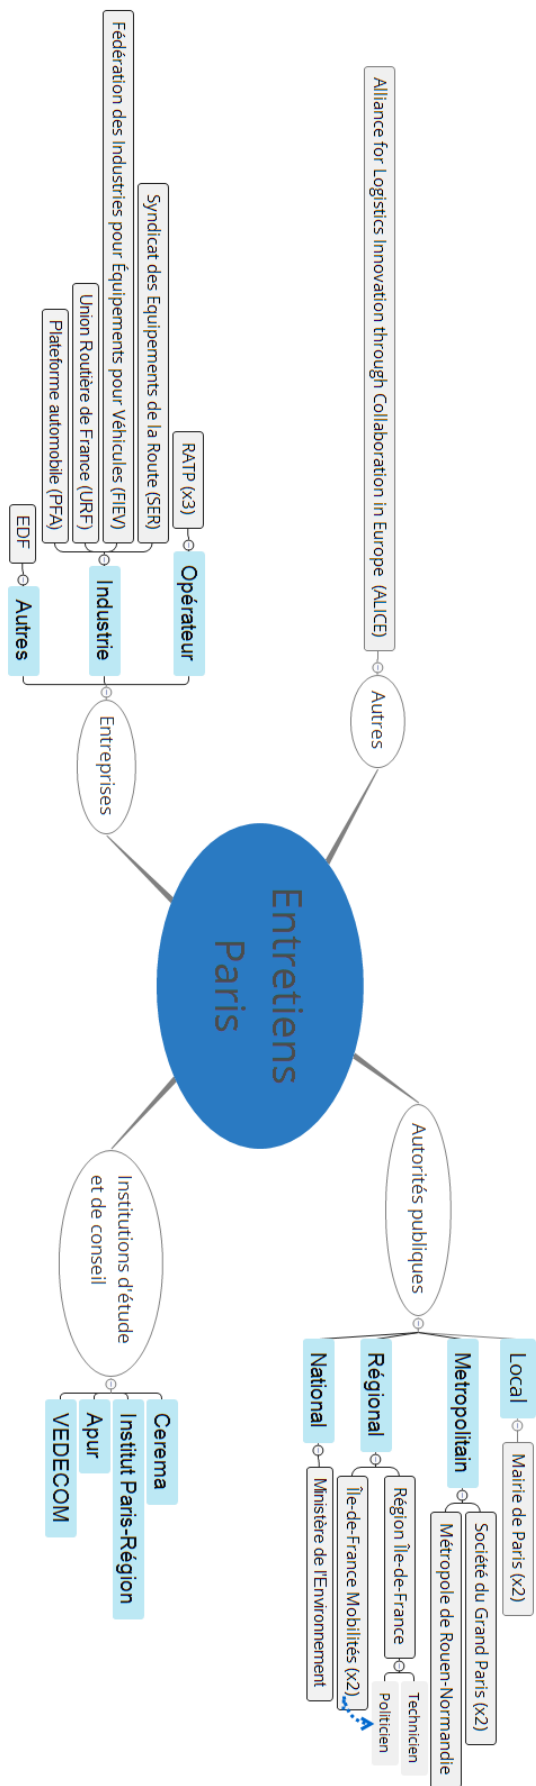 Entretiens
Paris
Autorités publiques
Local
Mairie de Paris (x2)
Metropolitain
Société du Grand Paris (x2)
Métropole de Rouen-Normandie
Régional
Région Île-de-France
Technicien
Politicien
Île-de-France Mobilités (x2)
National
Ministère de l'Environnement
Institutions d'étude
et de conseil
Cerema
Institut Paris-Région
Apur
VEDECOM
Autres
Alliance for Logistics Innovation through Collaboration in Europe (ALICE)
Entreprises
Opérateur
RATP (x3)
Industrie
Syndicat des Equipements de la Route (SER)
Fédération des Industries pour Équipements pour Véhicules (FIEV)
Union Routière de France (URF)
Plateforme automobile (PFA)
Autres
EDF